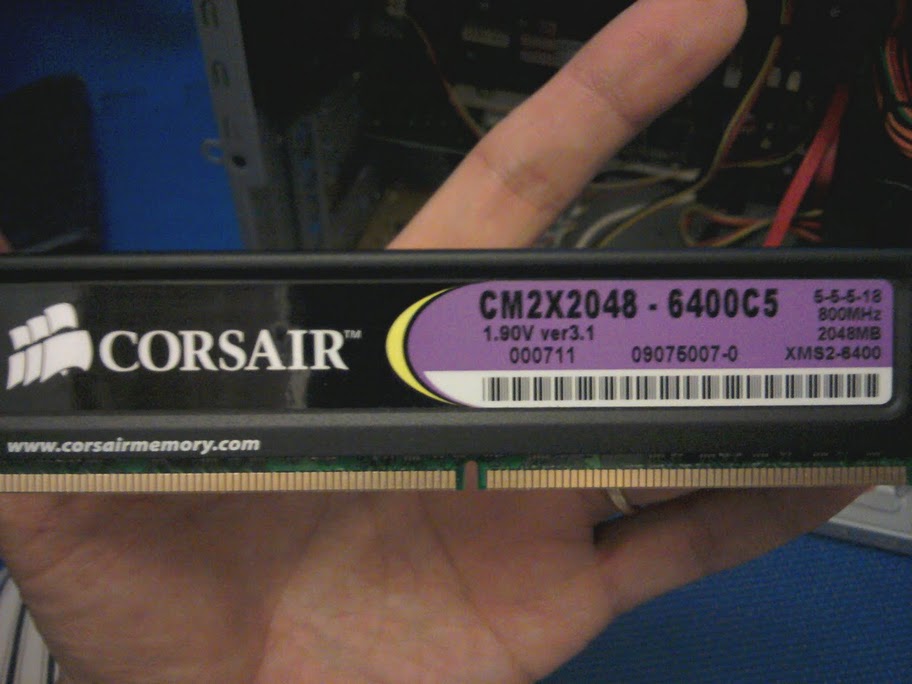 CORSAIR™
www.corsairmemory.com
CM2X2048 - 6400C5
1.90V ver3.1
000711 09075007-0
5-5-5-18
800MHz
2048MB
XMS2-6400